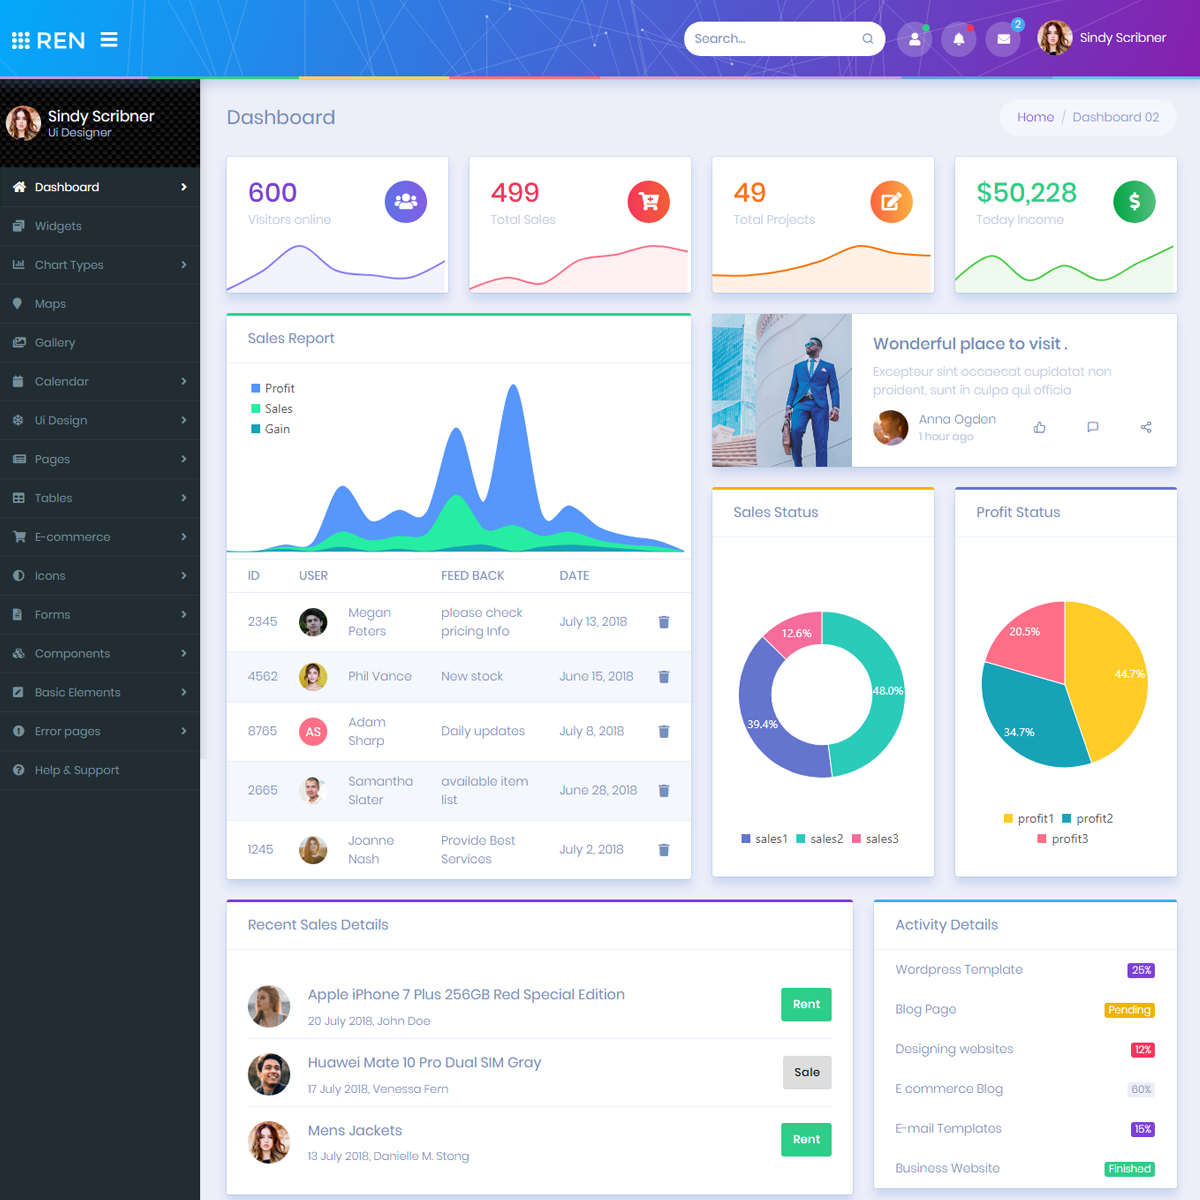 REN
Search...
2
Sindy Scribner
Sindy Scribner
Ui Designer
Dashboard
Widgets
Chart Types
Maps
Gallery
Calendar
Ui Design
Pages
Tables
E-commerce
Icons
Forms
Components
Basic Elements
Error pages
Help & Support
Dashboard
Home / Dashboard 02
600
Visitors online
499
Total Sales
49
Total Projects
$50,228
Today Income
Sales Report
Profit
Sales
Gain
ID USER FEED BACK DATE
2345 Megan Peters please check pricing Info July 13, 2018
4562 Phil Vance New stock June 15, 2018
AS
8765 Adam Sharp Daily updates July 8, 2018
2665 Samantha Slater available item list June 28, 2018
1245 Joanne Nash Provide Best Services July 2, 2018
Wonderful place to visit .
Excepteur sint occaecat cupidatat non
proident, sunt in culpa qui officia
Anna Ogden
1 hour ago
Sales Status
12.6%
48.0%
39.4%
sales1 sales2 sales3
Profit Status
20.5%
44.7%
34.7%
profit1 profit2
profit3
Recent Sales Details
Apple iPhone 7 Plus 256GB Red Special Edition
20 July 2018, John Doe
Rent
Huawei Mate 10 Pro Dual SIM Gray
17 July 2018, Venessa Fern
Sale
Mens Jackets
13 July 2018, Danielle M. Stong
Rent
Activity Details
Wordpress Template 25%
Blog Page Pending
Designing websites 12%
E commerce Blog 60%
E-mail Templates 15%
Business Website Finished